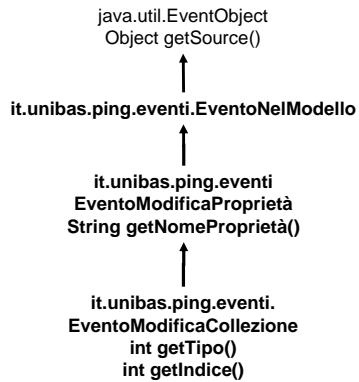 java.util.EventObject
Object getSource()
it.unibas.ping.eventi.EventoNelModello
it.unibas.ping.eventi
EventoModificaProprietà
String getNomeProprietà()
it.unibas.ping.eventi.
EventoModificaCollezione
int getTipo()
int getIndice()